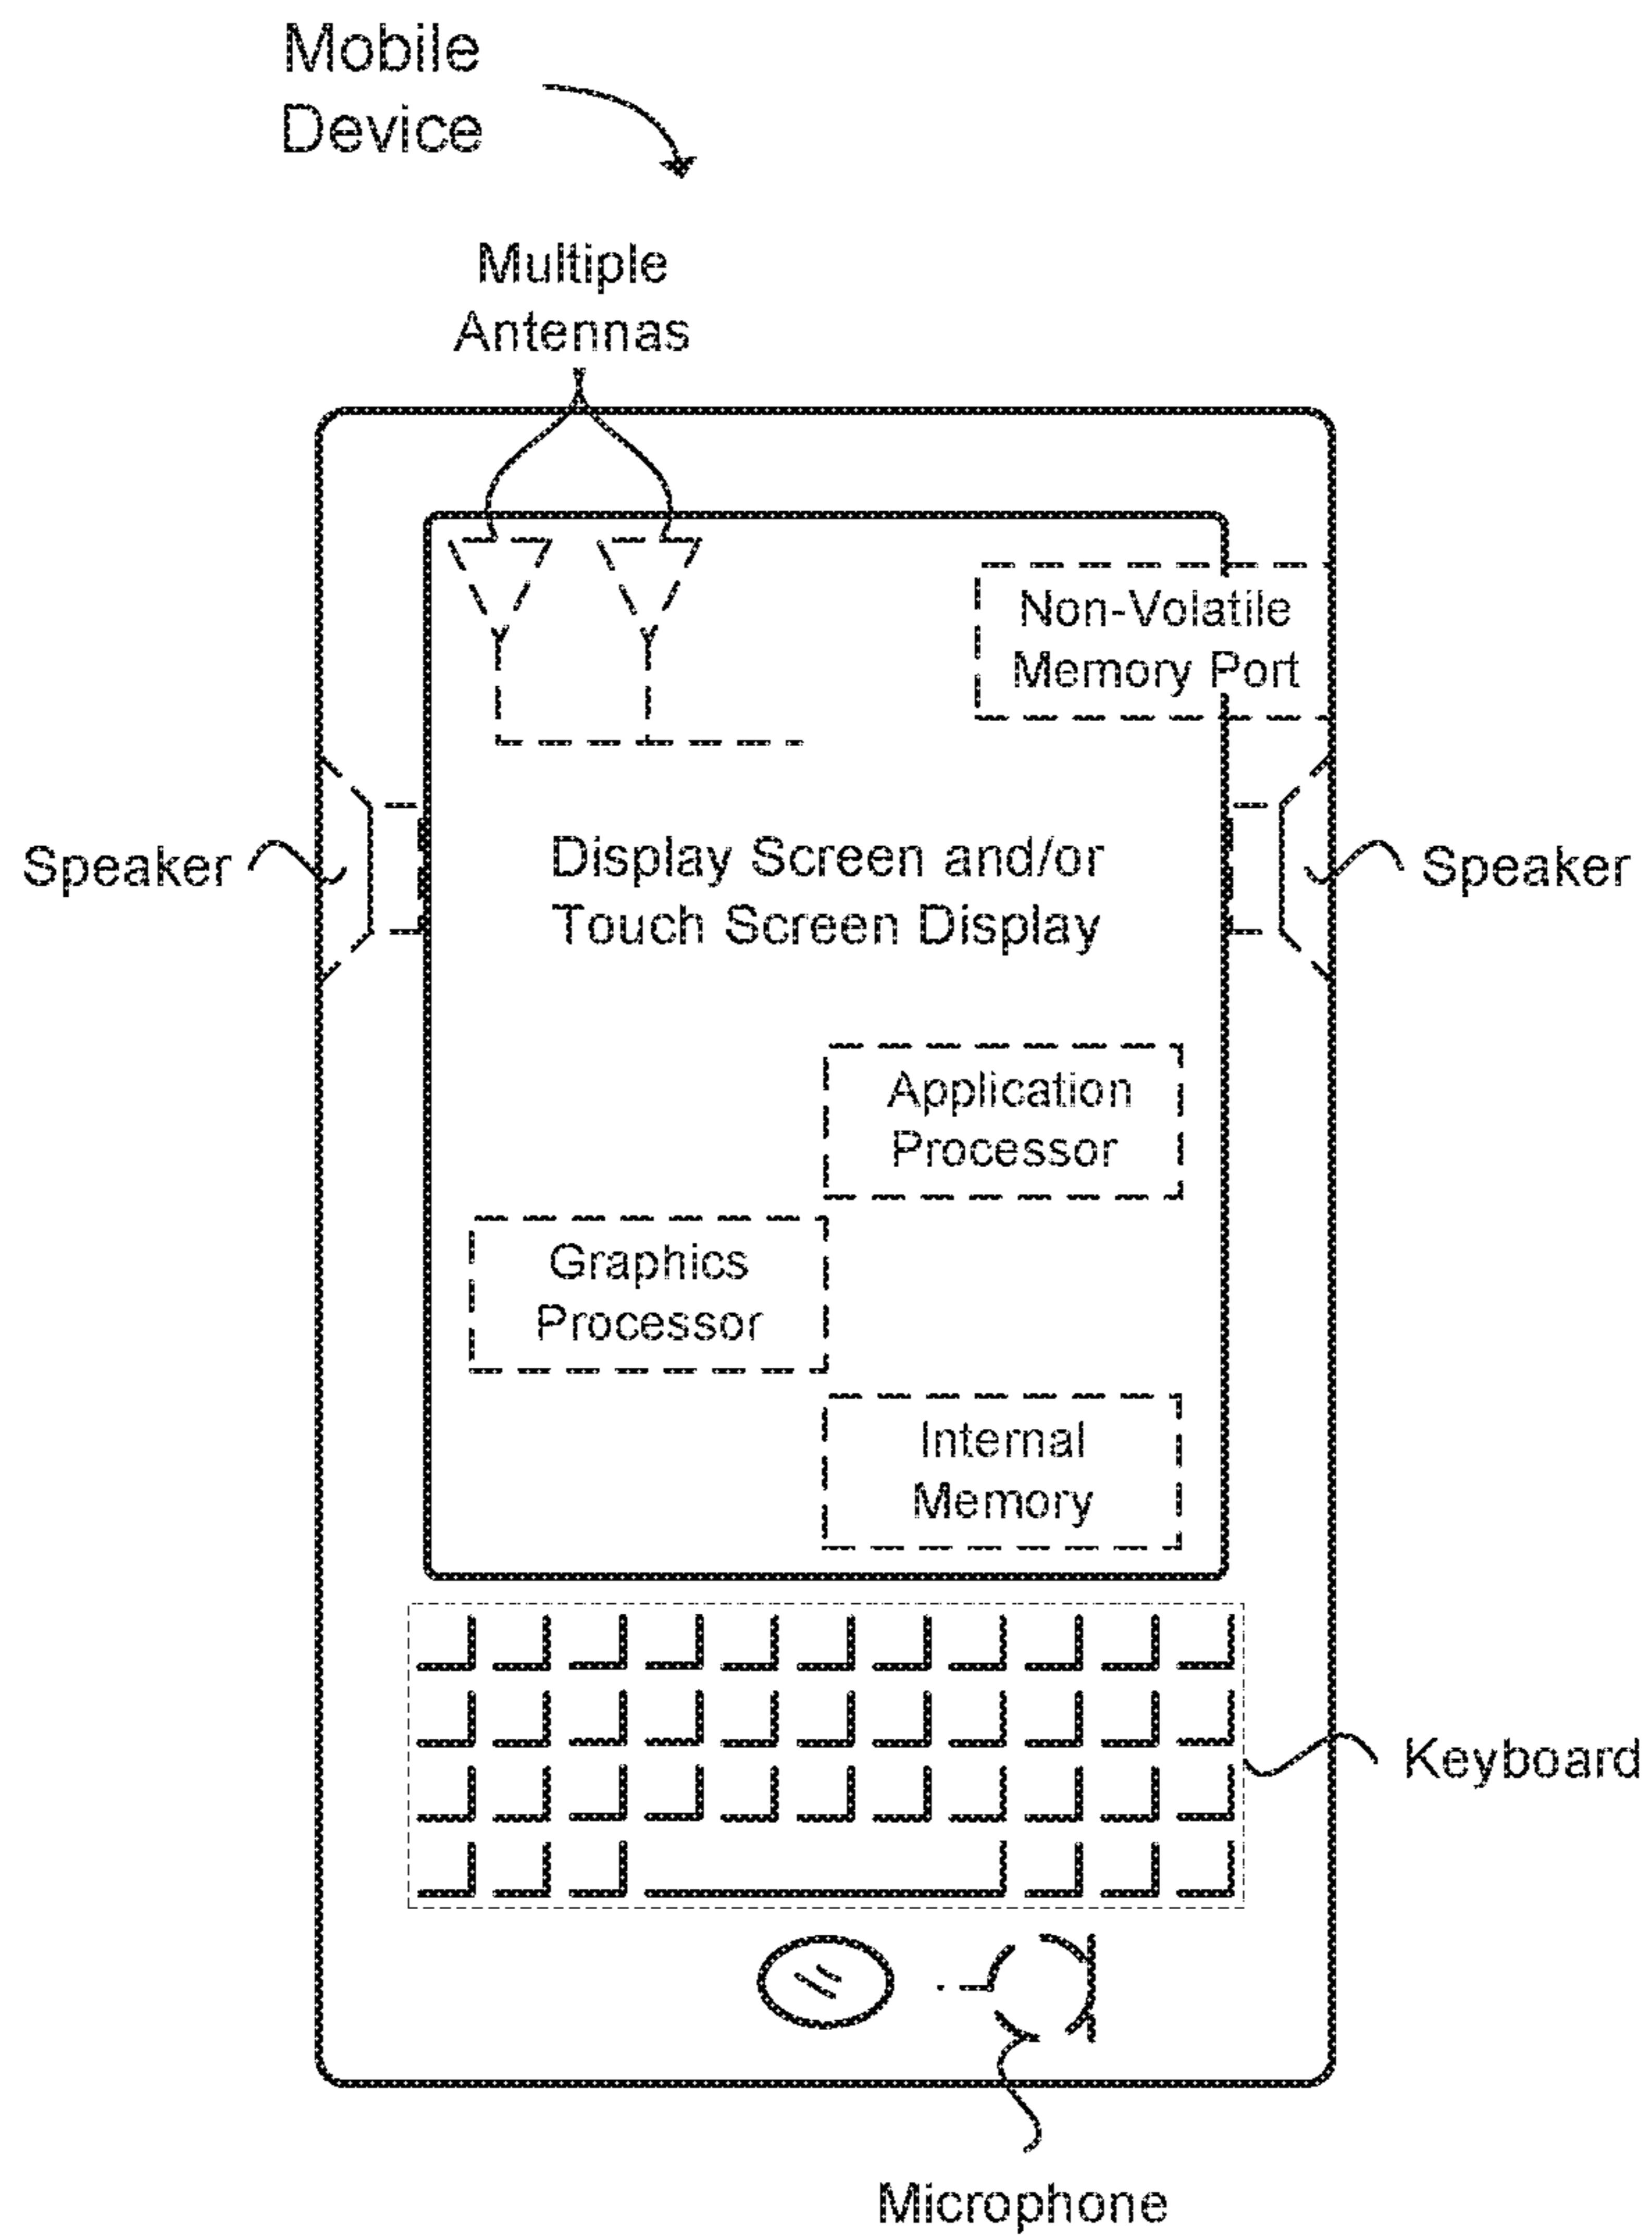 Mobile
Device
Multiple
Antennas
Non-Volatile
Memory Port
Speaker
Display Screen and/or
Touch Screen Display
Speaker
Application
Processor
Graphics
Processor
Internal
Memory
Keyboard
Microphone